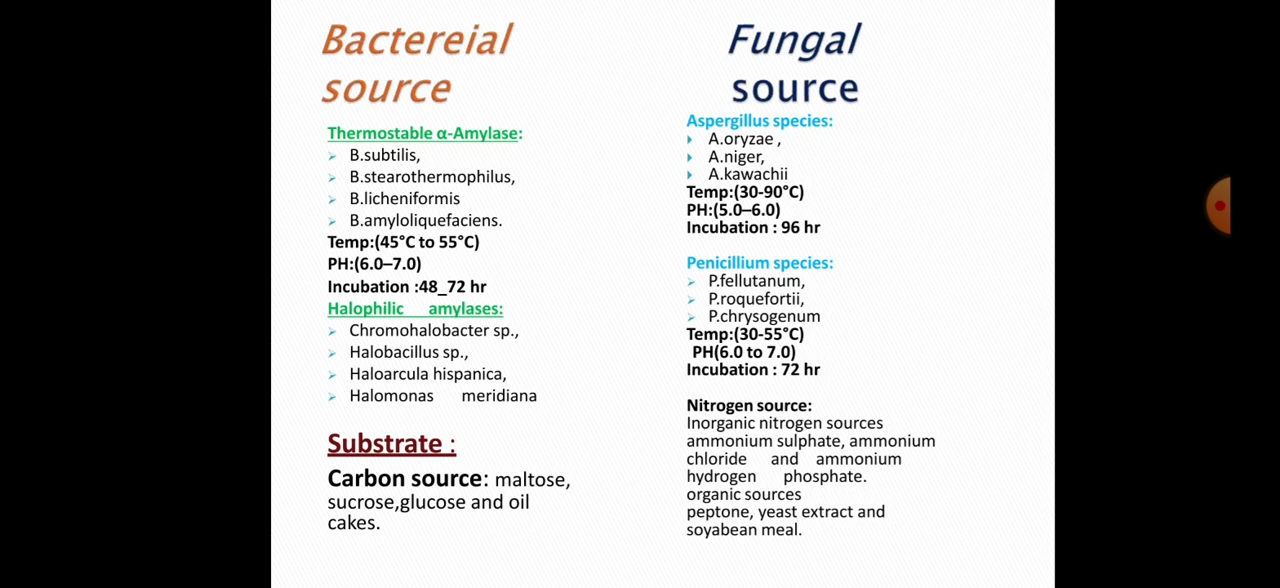 Bactereial
source
Thermostable α-Amylase:
B.subtilis,
B.stearothermophilus,
B.licheniformis
B.amyloliquefaciens.
Temp:(45°C to 55°C)
PH:(6.0–7.0)
Incubation :48_72 hr
Halophilic amylases:
Chromohalobacter sp.,
Halobacillus sp.,
Haloarcula hispanica,
Halomonas meridiana
Substrate :
Carbon source: maltose,
sucrose,glucose and oil
cakes.
Fungal
source
Aspergillus species:
A.oryzae ,
A.niger,
A.kawachii
Temp:(30-90°C)
PH:(5.0–6.0)
Incubation : 96 hr
Penicillium species:
P.fellutanum,
P.roquefortii,
P.chrysogenum
Temp:(30-55°C)
PH(6.0 to 7.0)
Incubation : 72 hr
Nitrogen source:
Inorganic nitrogen sources
ammonium sulphate, ammonium
chloride and ammonium
hydrogen phosphate.
organic sources
peptone, yeast extract and
soyabean meal.